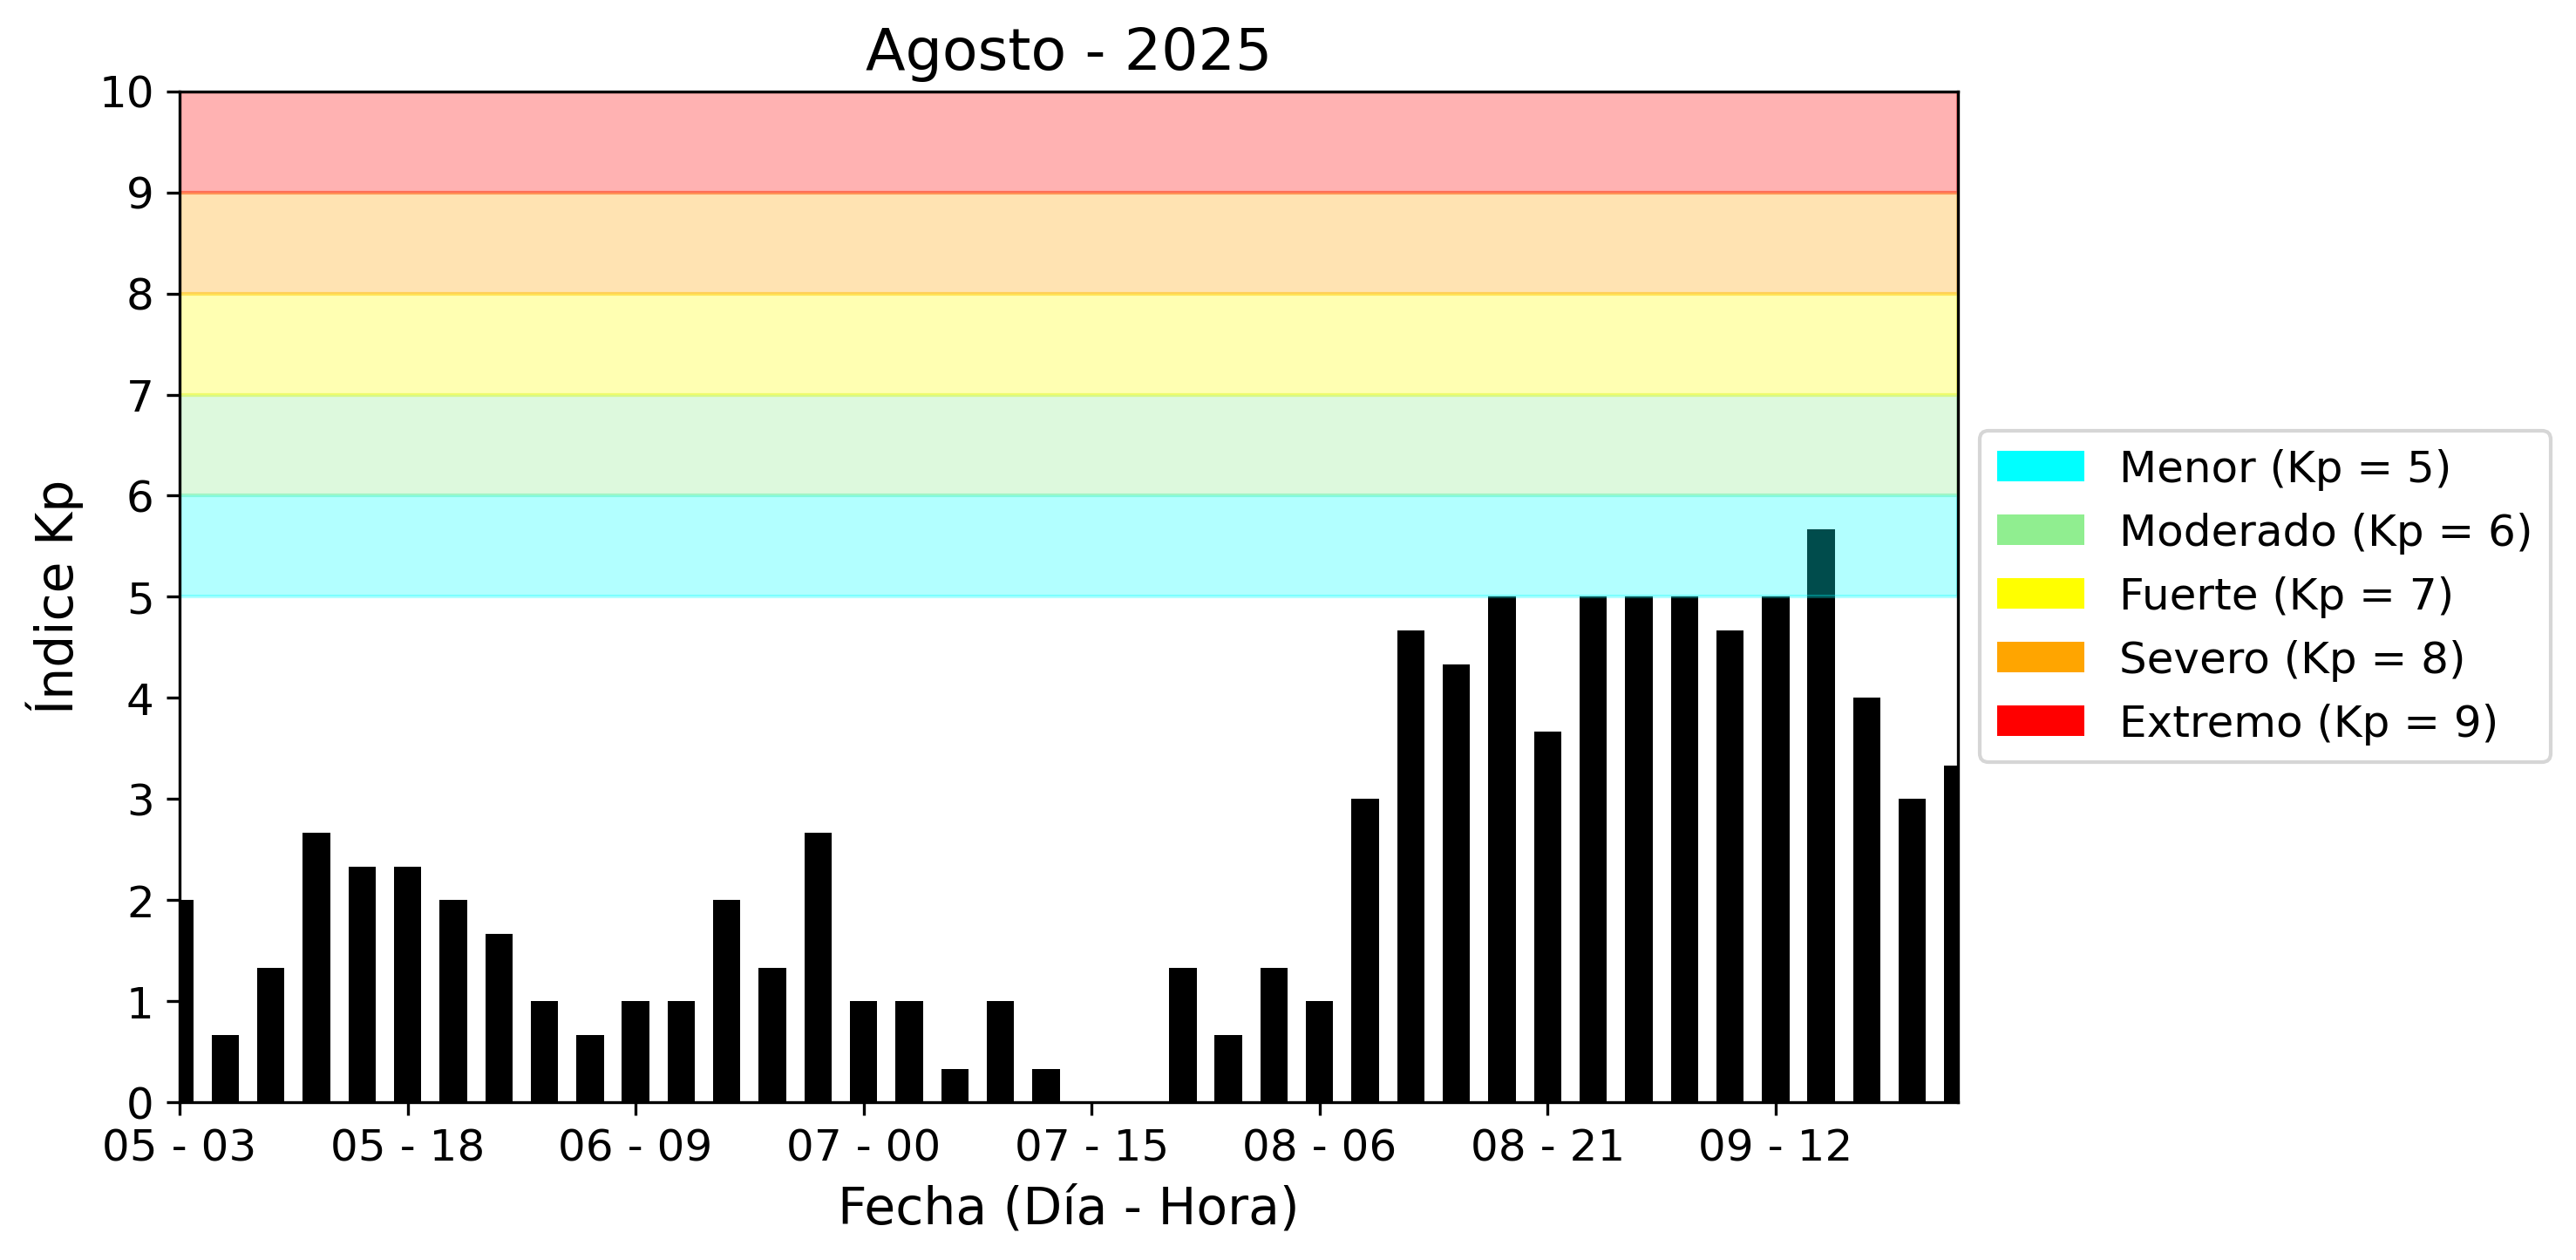 Agosto - 2025
10
9
8
7
6
5
4
3
2
1
0
Índice Kp
05 - 03
05 - 18
06 - 09
07 - 00
07 - 15
08 - 06
08 - 21
09 - 12
Fecha (Día - Hora)
Menor (Kp = 5)
Moderado (Kp = 6)
Fuerte (Kp = 7)
Severo (Kp = 8)
Extremo (Kp = 9)